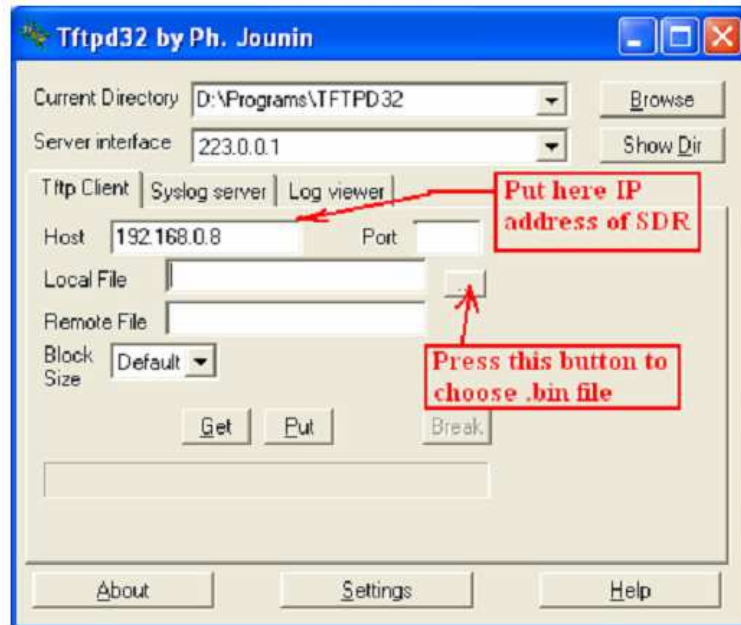 Tftpd32 by Ph. Jounin
Current Directory D:\Programs\TFTPD32 Browse
Server interface 223.0.0.1 Show Dir
Tftp Client Syslog server Log viewer
Put here IP
address of SDR
Host 192.168.0.8 Port
Local File ...
Remote File
Block
Size
Default
Press this button to
choose .bin file
Get Put Break
About Settings Help